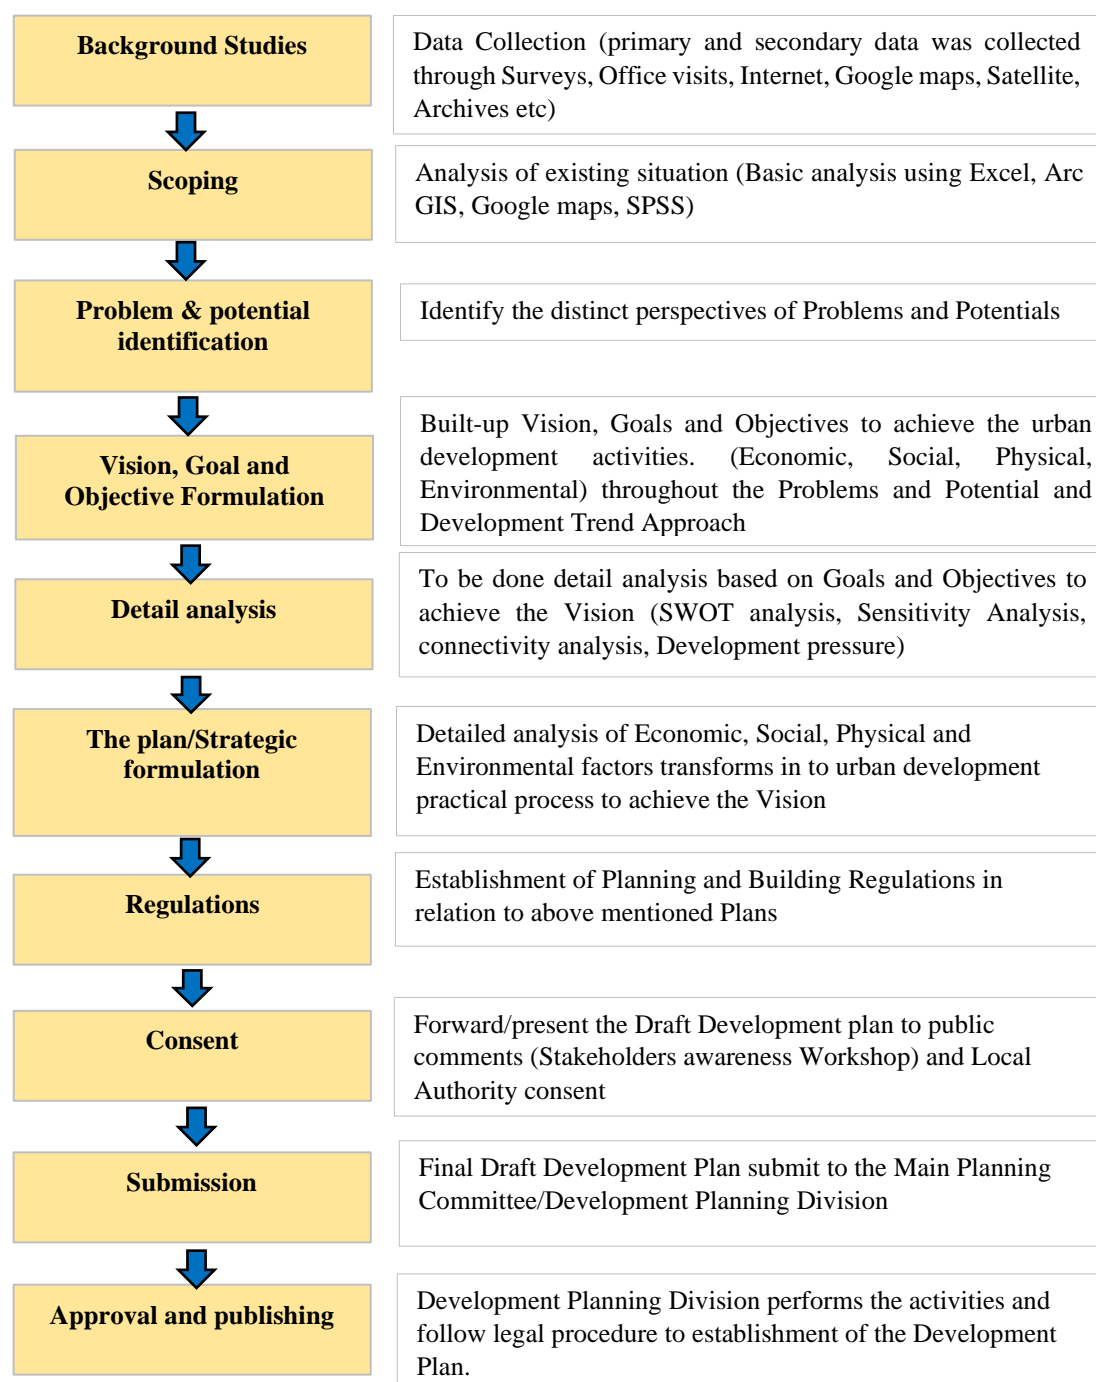 Background Studies
Data Collection (primary and secondary data was collected
through Surveys, Office visits, Internet, Google maps, Satellite,
Archives etc)
Scoping
Analysis of existing situation (Basic analysis using Excel, Arc
GIS, Google maps, SPSS)
Problem & potential
identification
Identify the distinct perspectives of Problems and Potentials
Vision, Goal and
Objective Formulation
Built-up Vision, Goals and Objectives to achieve the urban
development activities. (Economic, Social, Physical,
Environmental) throughout the Problems and Potential and
Development Trend Approach
Detail analysis
To be done detail analysis based on Goals and Objectives to
achieve the Vision (SWOT analysis, Sensitivity Analysis,
connectivity analysis, Development pressure)
The plan/Strategic
formulation
Detailed analysis of Economic, Social, Physical and
Environmental factors transforms in to urban development
practical process to achieve the Vision
Regulations
Establishment of Planning and Building Regulations in
relation to above mentioned Plans
Consent
Forward/present the Draft Development plan to public
comments (Stakeholders awareness Workshop) and Local
Authority consent
Submission
Final Draft Development Plan submit to the Main Planning
Committee/Development Planning Division
Approval and publishing
Development Planning Division performs the activities and
follow legal procedure to establishment of the Development
Plan.